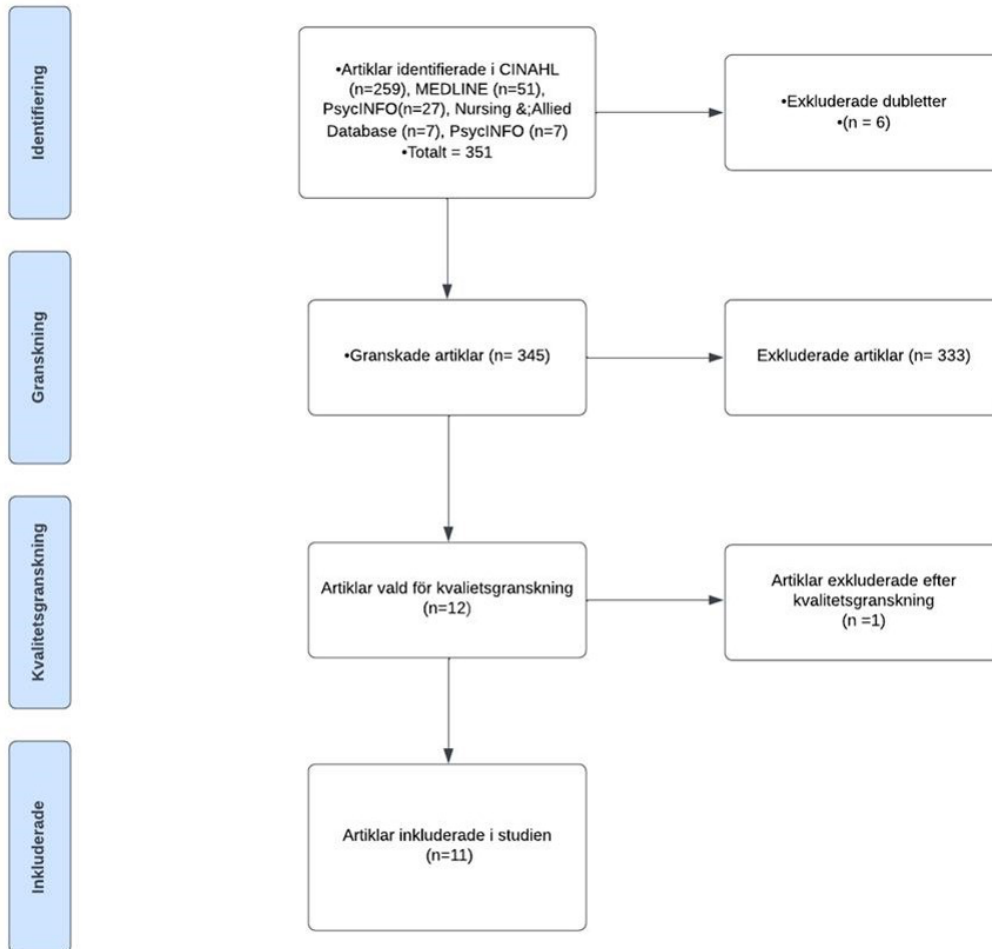 Identifiering
•Artiklar identifierade i CINAHL
(n=259), MEDLINE (n=51),
PsycINFO(n=27), Nursing &;Allied
Database (n=7), PsycINFO (n=7)
•Totalt = 351
•Exkluderade dubletter
•(n = 6)
Granskning
•Granskade artiklar (n= 345)
Exkluderade artiklar (n= 333)
Kvalitetsgranskning
Artiklar vald för kvalietsgranskning
(n=12)
Artiklar exkluderade efter
kvalitetsgranskning
(n =1)
Inkluderade
Artiklar inkluderade i studien
(n=11)